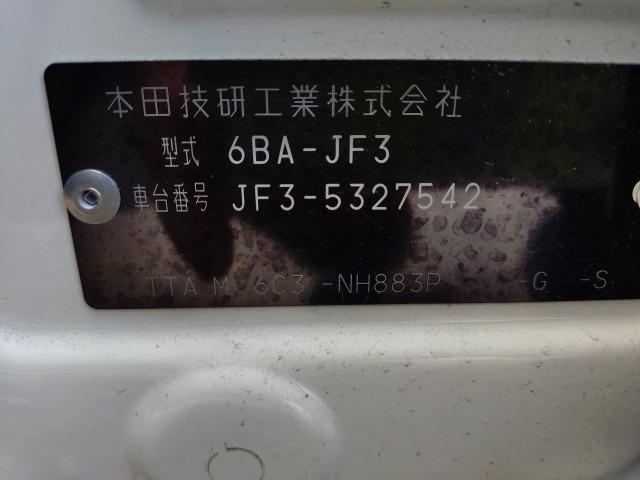 本田技研工業株式会社
型式 6BA-JF3
車台番号 JF3-5327542
TTA M 6C3 -NH883P -G -S